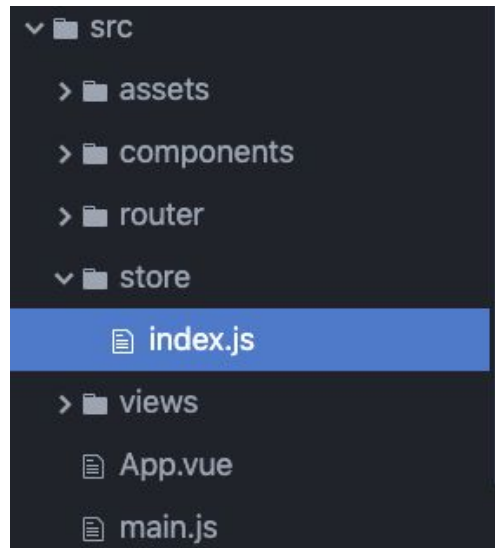 src
assets
components
router
store
index.js
views
App.vue
main.js